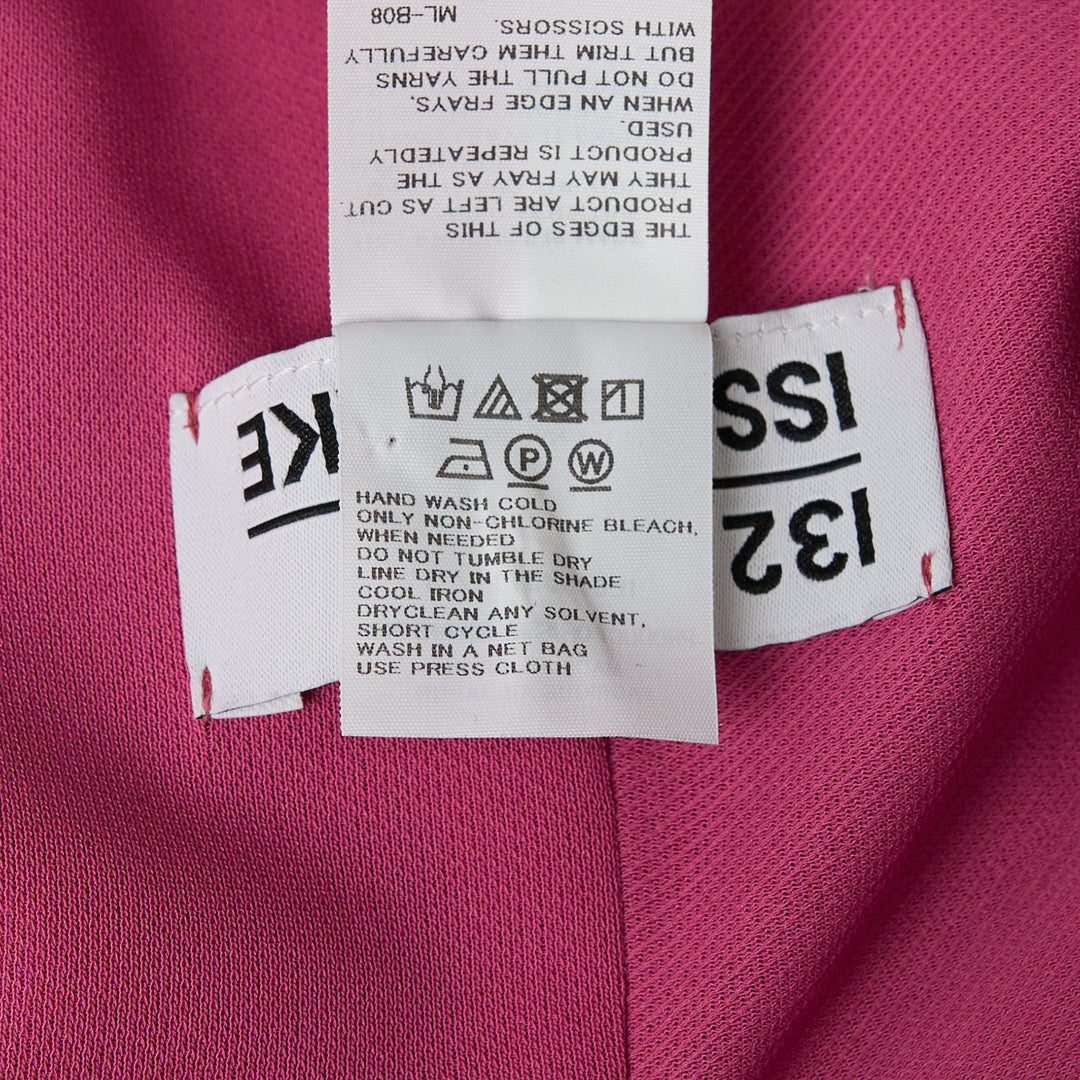 THE EDGES OF THIS
PRODUCT ARE LEFT AS CUT.
THEY MAY FRAY AS THE
PRODUCT IS REPEATEDLY
USED.
WHEN AN EDGE FRAYS,
DO NOT PULL THE YARNS
BUT TRIM THEM CAREFULLY
WITH SCISSORS.
ML-B08
P W
HAND WASH COLD
ONLY NON-CHLORINE BLEACH,
WHEN NEEDED
DO NOT TUMBLE DRY
LINE DRY IN THE SHADE
COOL IRON
DRYCLEAN ANY SOLVENT,
SHORT CYCLE
WASH IN A NET BAG
USE PRESS CLOTH
132
ISS KE